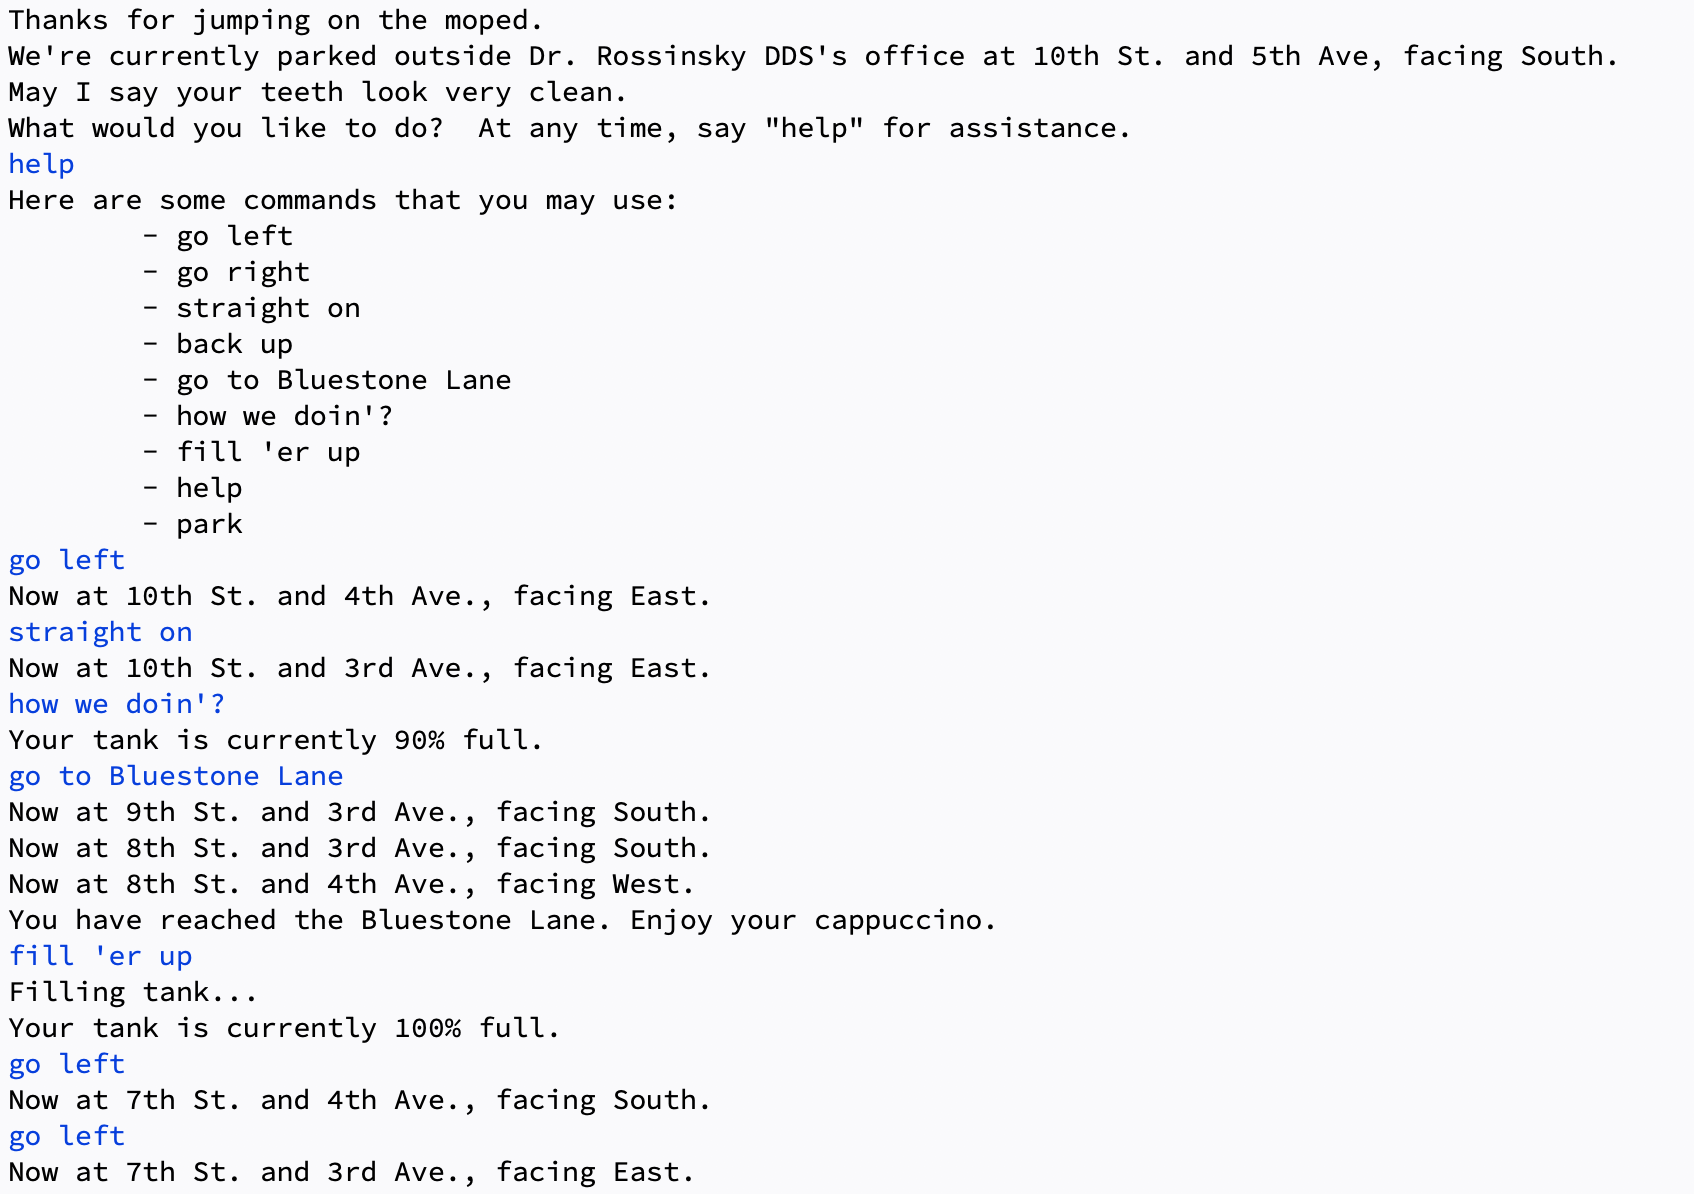 Thanks for jumping on the moped.
We're currently parked outside Dr. Rossinsky DDS's office at 10th St. and 5th Ave, facing South.
May I say your teeth look very clean.
What would you like to do?  At any time, say "help" for assistance.
help
Here are some commands that you may use:
        - go left
        - go right
        - straight on
        - back up
        - go to Bluestone Lane
        - how we doin'?
        - fill 'er up
        - help
        - park
go left
Now at 10th St. and 4th Ave., facing East.
straight on
Now at 10th St. and 3rd Ave., facing East.
how we doin'?
Your tank is currently 90% full.
go to Bluestone Lane
Now at 9th St. and 3rd Ave., facing South.
Now at 8th St. and 3rd Ave., facing South.
Now at 8th St. and 4th Ave., facing West.
You have reached the Bluestone Lane. Enjoy your cappuccino.
fill 'er up
Filling tank...
Your tank is currently 100% full.
go left
Now at 7th St. and 4th Ave., facing South.
go left
Now at 7th St. and 3rd Ave., facing East.